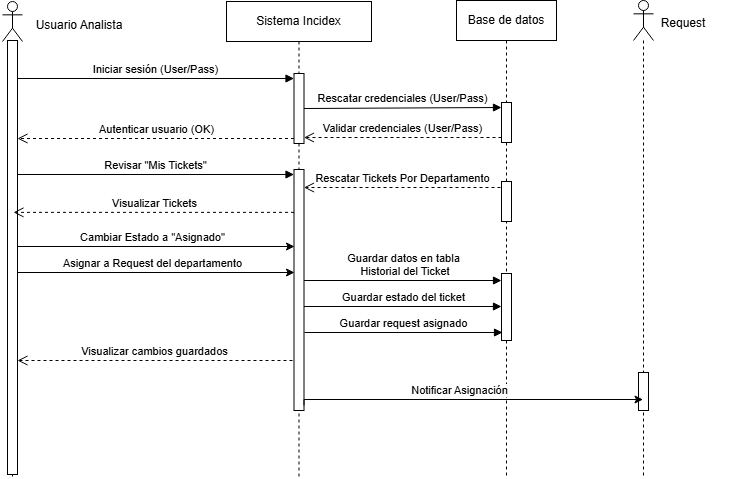 Usuario Analista
Sistema Incidex
Base de datos
Request
Iniciar sesión (User/Pass)
Rescatar credenciales (User/Pass)
Autenticar usuario (OK)
Validar credenciales (User/Pass)
Revisar "Mis Tickets"
Rescatar Tickets Por Departamento
Visualizar Tickets
Cambiar Estado a "Asignado"
Asignar a Request del departamento
Guardar datos en tabla
Historial del Ticket
Guardar estado del ticket
Guardar request asignado
Visualizar cambios guardados
Notificar Asignación